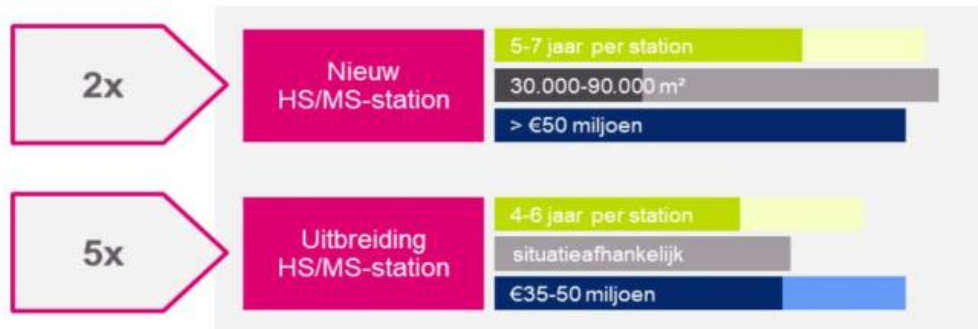 2x
Nieuw
HS/MS-station
5-7 jaar per station
30.000-90.000 m²
> €50 miljoen
5x
Uitbreiding
HS/MS-station
4-6 jaar per station
situatieafhankelijk
€35-50 miljoen